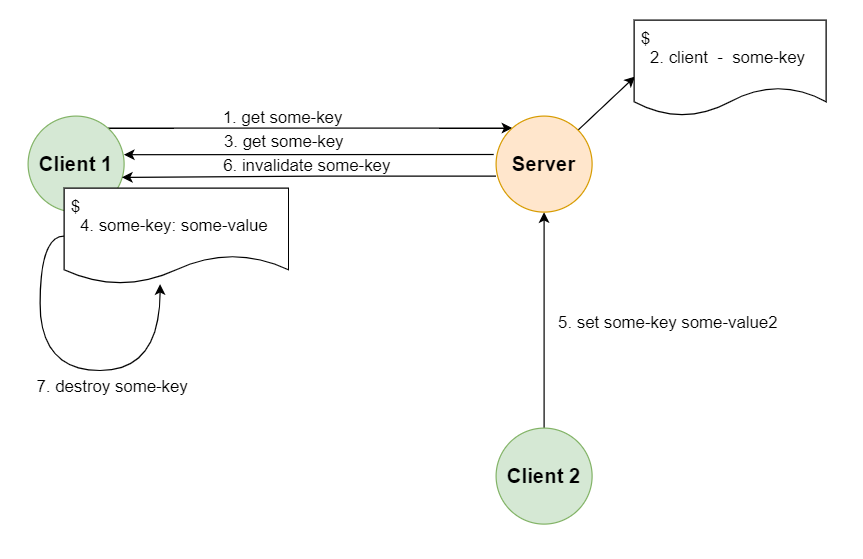 $
2. client - some-key
1. get some-key
3. get some-key
6. invalidate some-key
Client 1
Server
$
4. some-key: some-value
5. set some-key some-value2
7. destroy some-key
Client 2